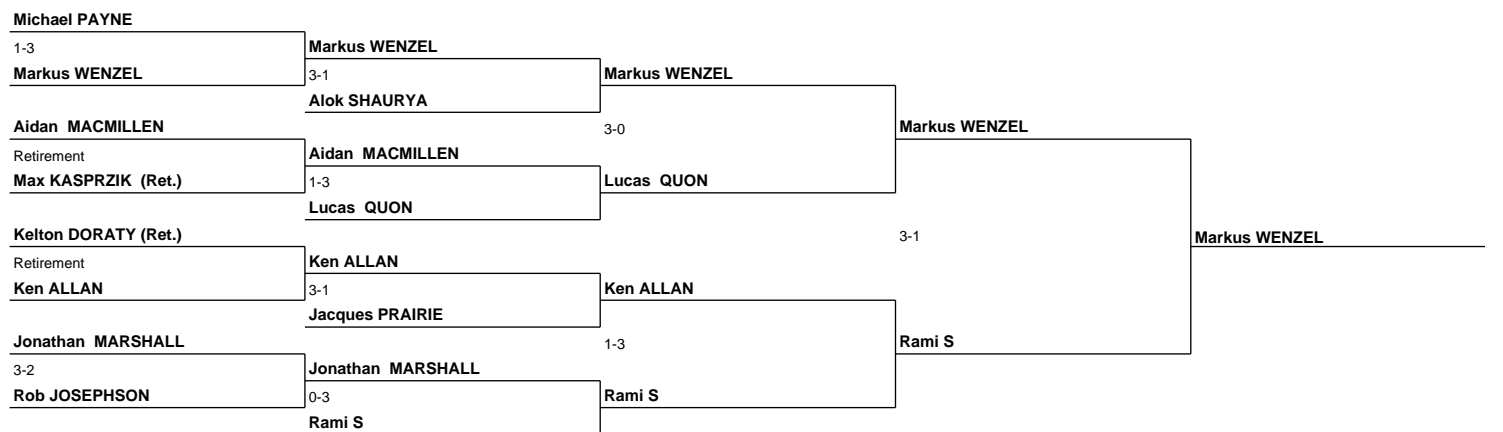 Michael PAYNE
1-3
Markus WENZEL
Markus WENZEL
3-1
Markus WENZEL
Alok SHAURYA
Aidan  MACMILLEN
3-0
Markus WENZEL
Retirement
Aidan  MACMILLEN
Max KASPRZIK  (Ret.)
1-3
Lucas  QUON
Lucas  QUON
Kelton DORATY (Ret.)
3-1
Markus WENZEL
Retirement
Ken ALLAN
Ken ALLAN
3-1
Ken ALLAN
Jacques PRAIRIE
Jonathan  MARSHALL
1-3
Rami S
3-2
Jonathan  MARSHALL
Rob JOSEPHSON
0-3
Rami S
Rami S